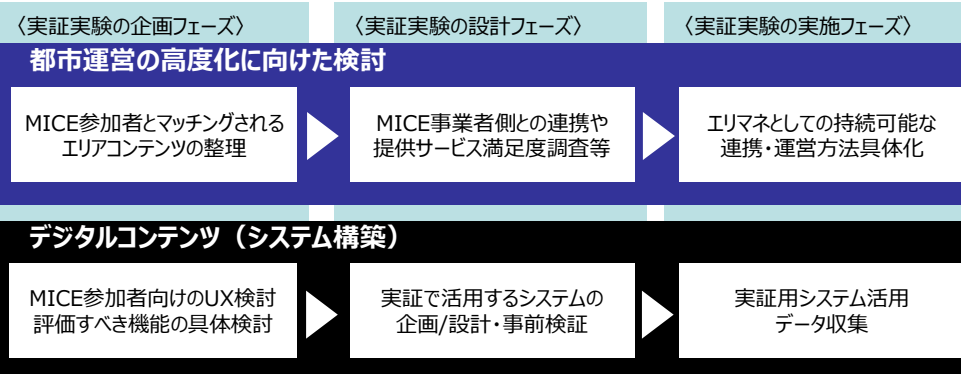 〈実証実験の企画フェーズ〉
〈実証実験の設計フェーズ〉
〈実証実験の実施フェーズ〉
都市運営の高度化に向けた検討
MICE参加者とマッチングされる
エリアコンテンツの整理
MICE事業者側との連携や
提供サービス満足度調査等
エリマネとしての持続可能な
連携・運営方法具体化
デジタルコンテンツ（システム構築）
MICE参加者向けのUX検討
評価すべき機能の具体検討
実証で活用するシステムの
企画/設計・事前検証
実証用システム活用
データ収集